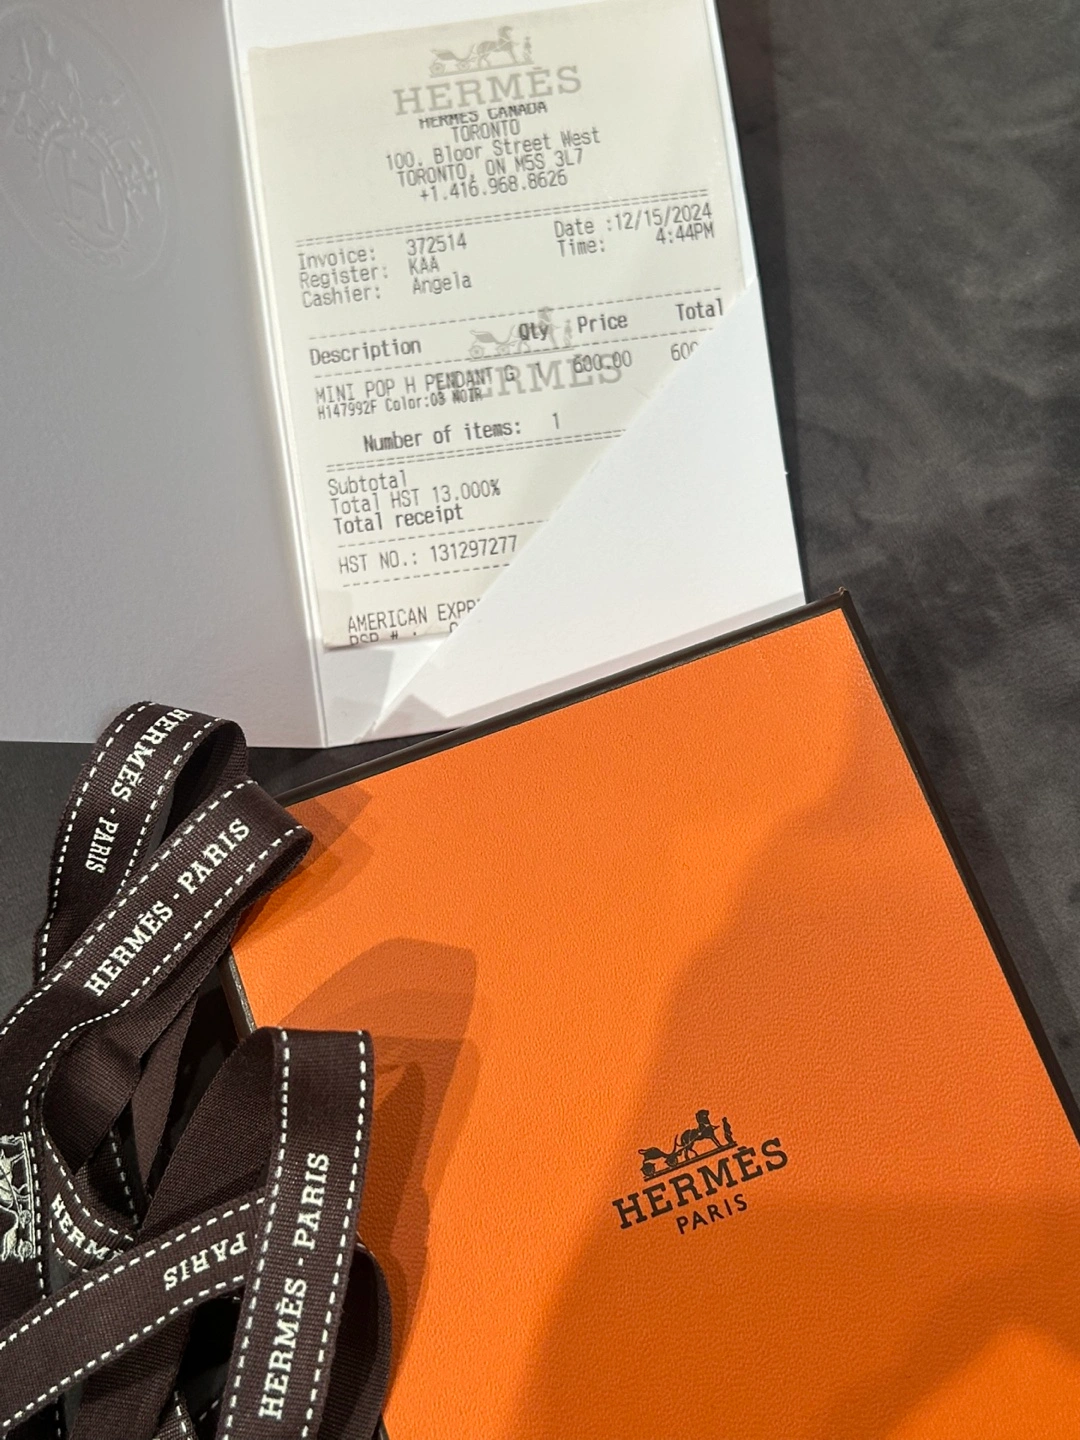 HERMÈS
HERMES CANADA
TORONTO
100. Bloor Street West
TORONTO, ON M5S 3L7
+1.416.968.8626
Invoice: 372514 Date :12/15/2024
Register: KAA Time: 4:44PM
Cashier: Angela
Description Qty Price Total
MINI POP H PENDANT G 1 600.00 600
H147992F Color:03 NOIR
HERMÈS
Number of items: 1
Subtotal
Total HST 13.000%
Total receipt
HST NO.: 131297277
AMERICAN EXPR
HERMÈS · PARIS
HERMÈS · PARIS
HERMÈS
PARIS
HERMÈS · PARIS
HERMÈS
PARIS